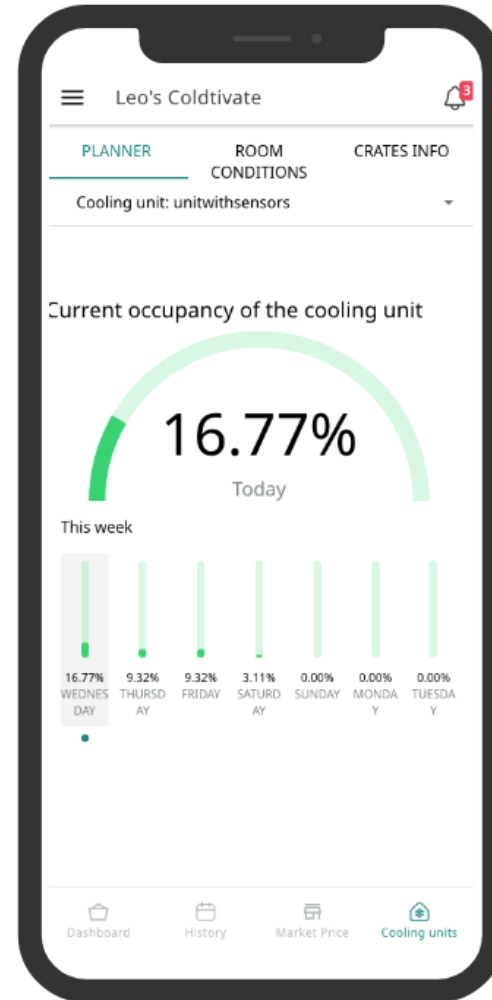 Leo's Coldtivate
3
PLANNER
ROOM
CONDITIONS
CRATES INFO
Cooling unit: unitwithsensors
Current occupancy of the cooling unit
16.77%
Today
This week
16.77% 9.32% 9.32% 3.11% 0.00% 0.00% 0.00%
WEDNES THURSD FRIDAY SATURD SUNDAY MONDA TUESDA
DAY AY AY Y Y
Dashboard History Market Price Cooling units